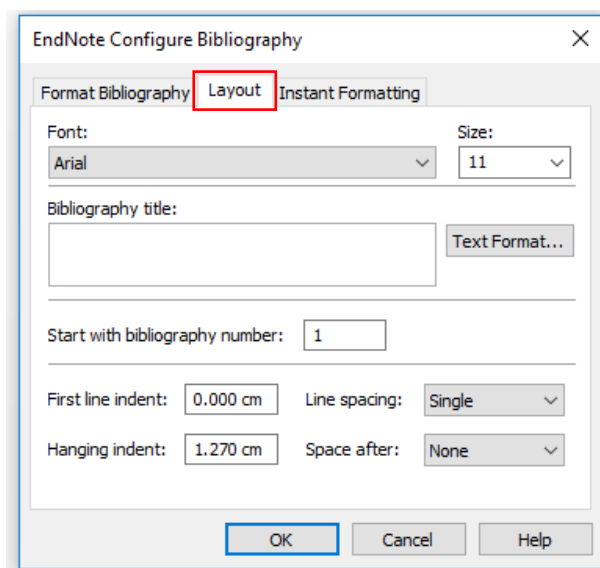 EndNote Configure Bibliography
Format Bibliography Layout Instant Formatting
Font: Size:
Arial 11
Bibliography title:
Text Format...
Start with bibliography number: 1
First line indent: 0.000 cm Line spacing: Single
Hanging indent: 1.270 cm Space after: None
OK Cancel Help